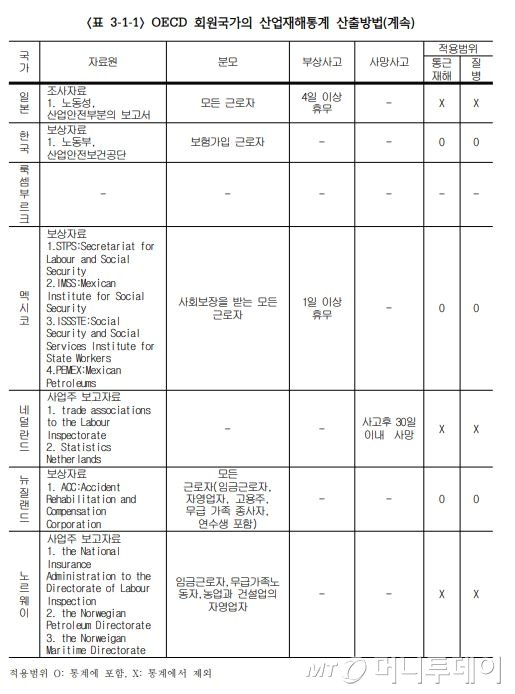 <표 3-1-1> OECD 회원국가의 산업재해통계 산출방법(계속)
국가 자료원 분모 부상사고 사망사고 적용범위
통근재해 질병
일본
조사자료
1. 노동성,
산업안전부분의 보고서
모든 근로자
4일 이상
휴무
-
X
X
한국
보상자료
1. 노동부,
산업안전보건공단
보험가입 근로자
-
-
O
O
룩셈부르크
-
-
-
-
-
-
멕시코
보상자료
1.STPS:Secretariat for
Labour and Social
Security
2.IMSS:Mexican
Institute for Social
Security
3.ISSSTE:Social
Security and Social
Services Institute for
State Workers
4.PEMEX:Mexican
Petroleums
사회보장을 받는 모든
근로자
1일 이상
휴무
-
O
O
네덜란드
사업주 보고자료
1. trade associations
to the Labour
Inspectorate
2. Statistics
Netherlands
-
-
사고후 30일
이내 사망
X
X
뉴질랜드
보상자료
1. ACC:Accident
Rehabilitation and
Compensation
Corporation
모든
근로자(임금근로자,
자영업자, 고용주,
무급 가족 종사자,
연수생 포함)
-
-
O
O
노르웨이
사업주 보고자료
1. the National
Insurance
Administration to the
Directorate of Labour
Inspection
2. the Norwegian
Petroleum Directorate
3. the Norweigan
Maritime Directorate
임금근로자,무급가족노
동자,농업과 건설업의
자영업자
-
-
X
X
적용범위 O: 통계에 포함, X: 통계에서 제외
MT 머니투데이